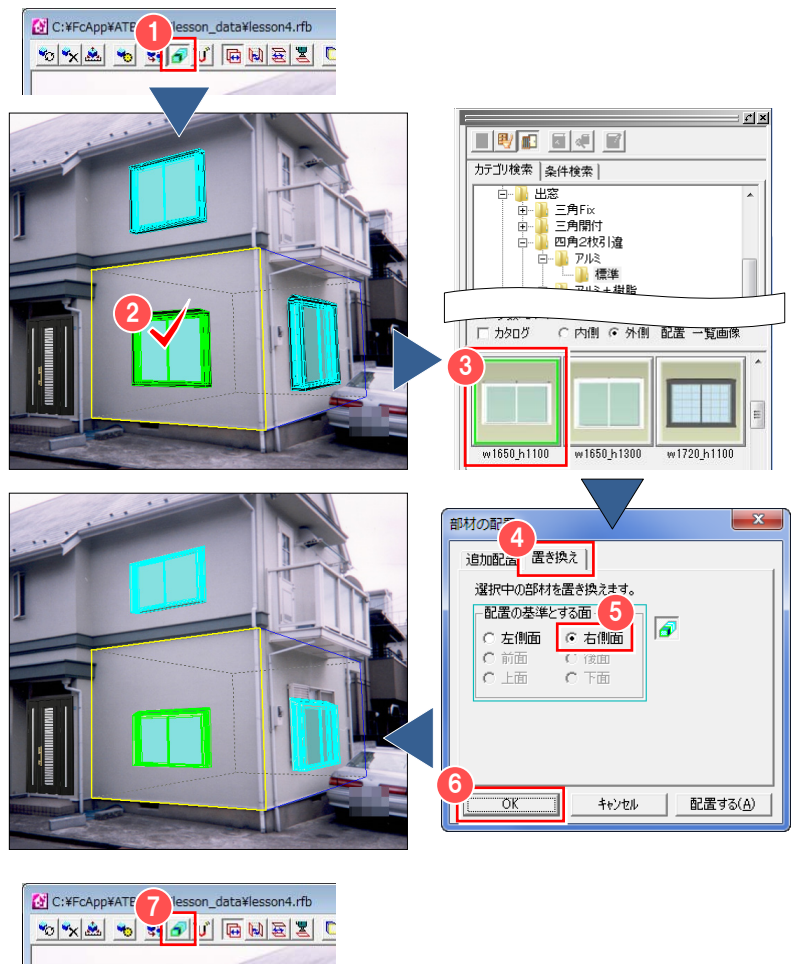 C:¥FcApp¥ATE
lesson_data¥lesson4.rfb
1
2
カテゴリ検索
条件検索
出窓
三角Fix
三角開付
四角2枚引違
アルミ
標準
アルミ+樹脂
カタログ
内側
外側
配置
一覧画像
3
w1650_h1100
w1650_h1300
w1720_h1100
部材の配
4
追加配置
置き換え
選択中の部材を置き換えます。
配置の基準とする面
5
左側面
右側面
前面
後面
上面
下面
6
OK
キャンセル
配置する(A)
7
C:¥FcApp¥ATE
lesson_data¥lesson4.rfb